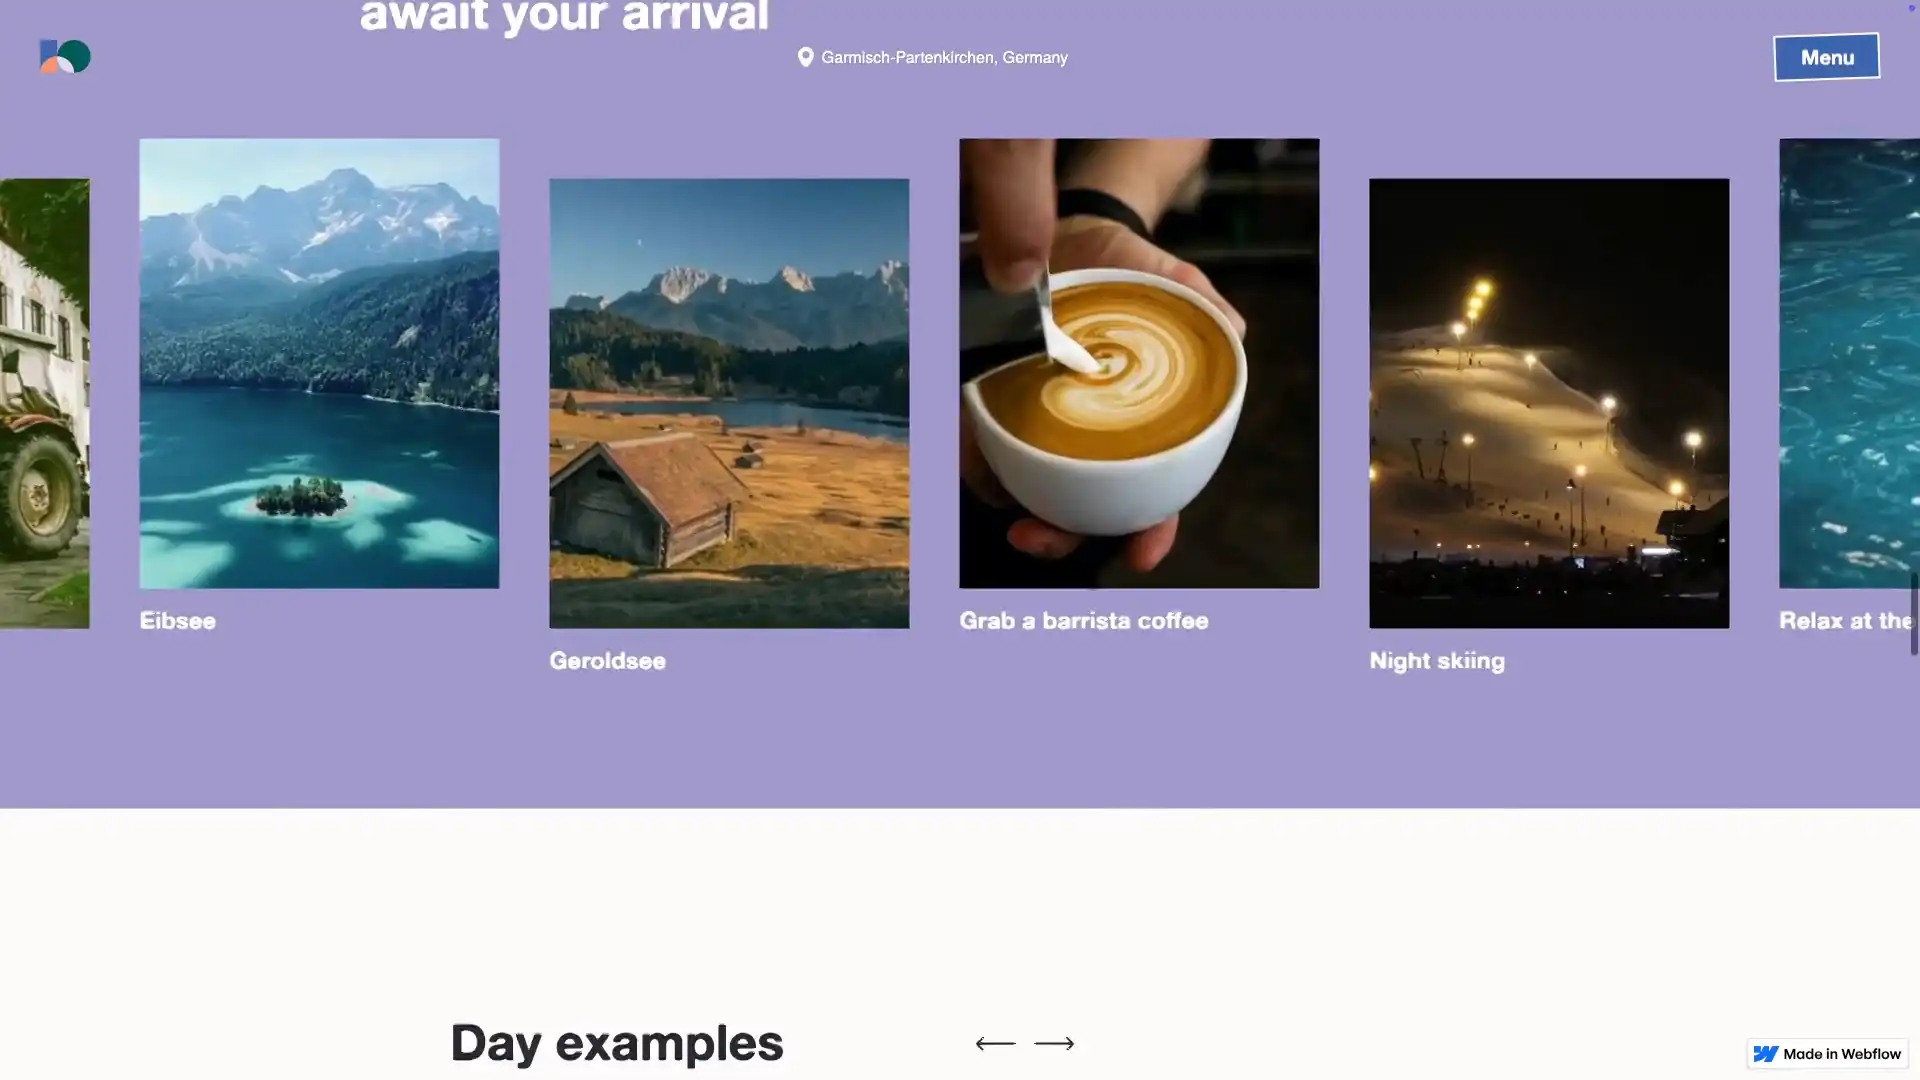 await your arrival
Garmisch-Partenkirchen, Germany
Menu
Eibsee
Geroldsee
Grab a barrista coffee
Night skiing
Relax at the
Day examples
Made in Webflow